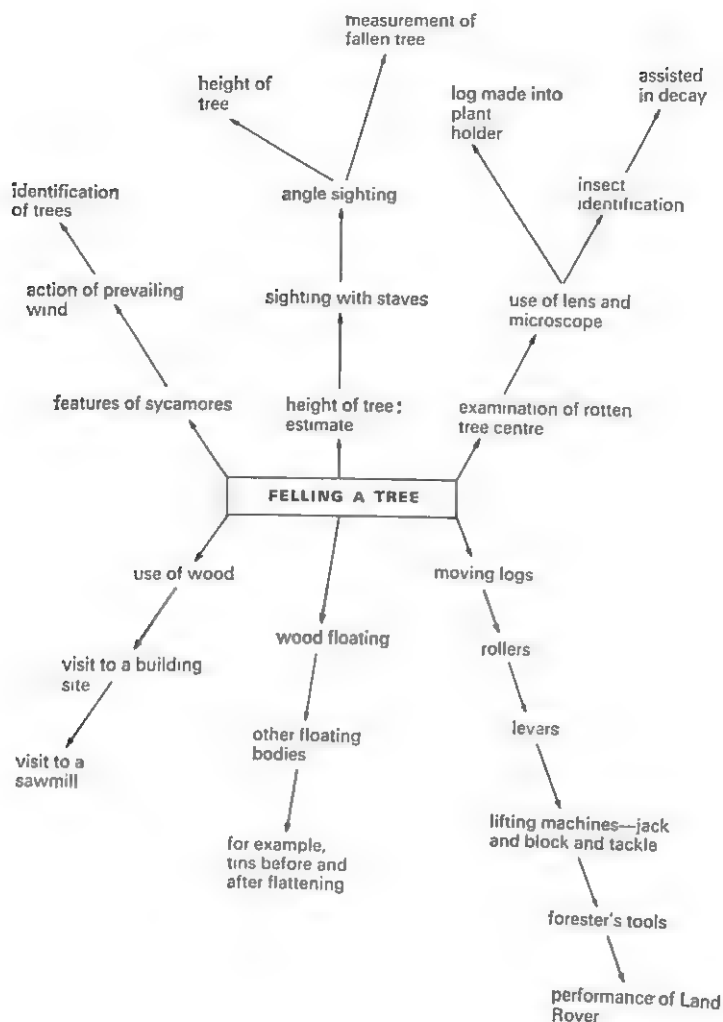 measurement of
fallen tree
height of
tree
log made into
plant
holder
assisted
in decay
identification
of trees
angle sighting
insect
identification
action of prevailing
wind
sighting with staves
use of lens and
microscope
features of sycamores
height of tree:
estimate
examination of rotten
tree centre
FELLING A TREE
use of wood
moving logs
wood floating
rollers
visit to a building
site
levers
other floating
bodies
visit to a
sawmill
lifting machines—jack
and block and tackle
for example,
tins before and
after flattening
forester's tools
performance of Land
Rover